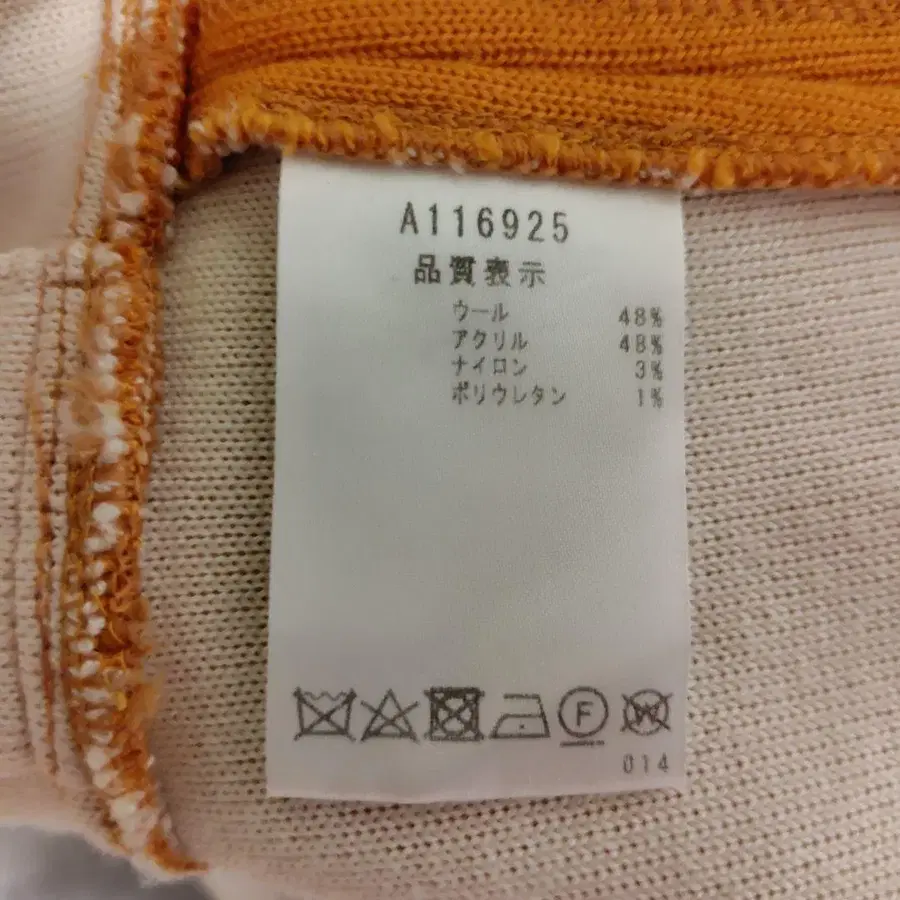 A116925
品質表示
ウール 48%
アクリル 48%
ナイロン 3%
ポリウレタン 1%
F W
014